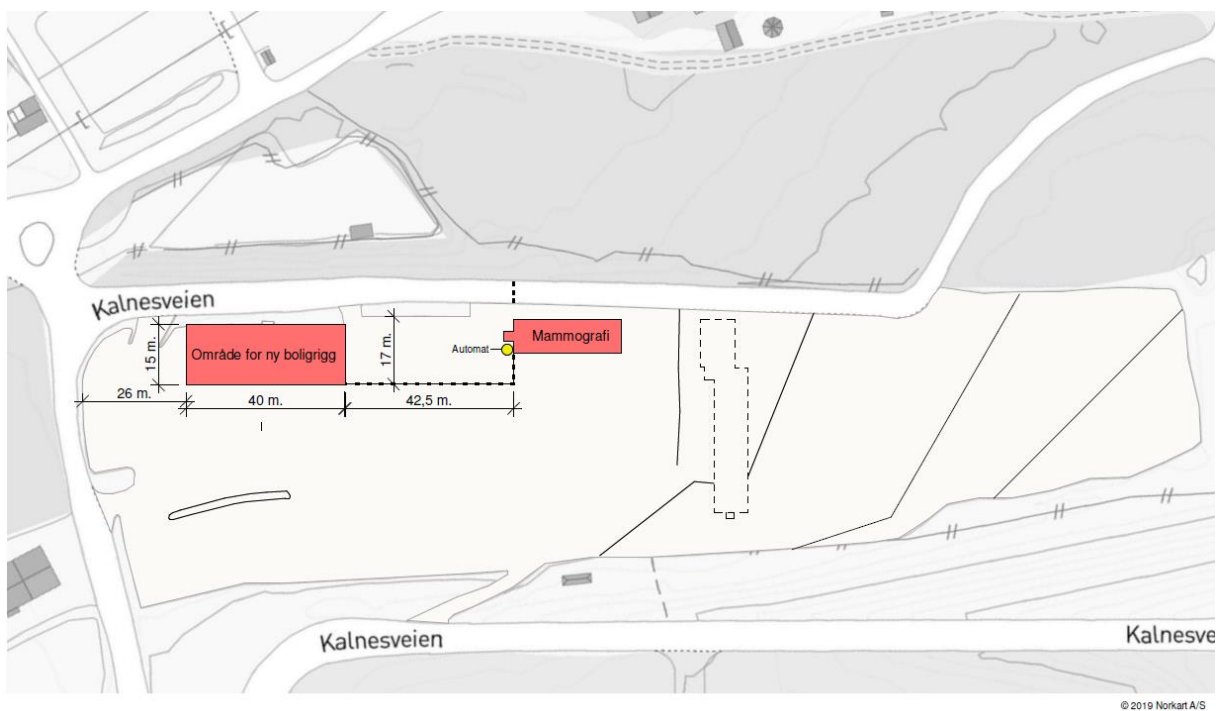 Kalnesveien
15 m.
Område for ny boligrigg
17 m.
Automat
Mammografi
26 m.
40 m.
42,5 m.
Kalnesveien
Kalnesve
© 2019 Norkart A/S